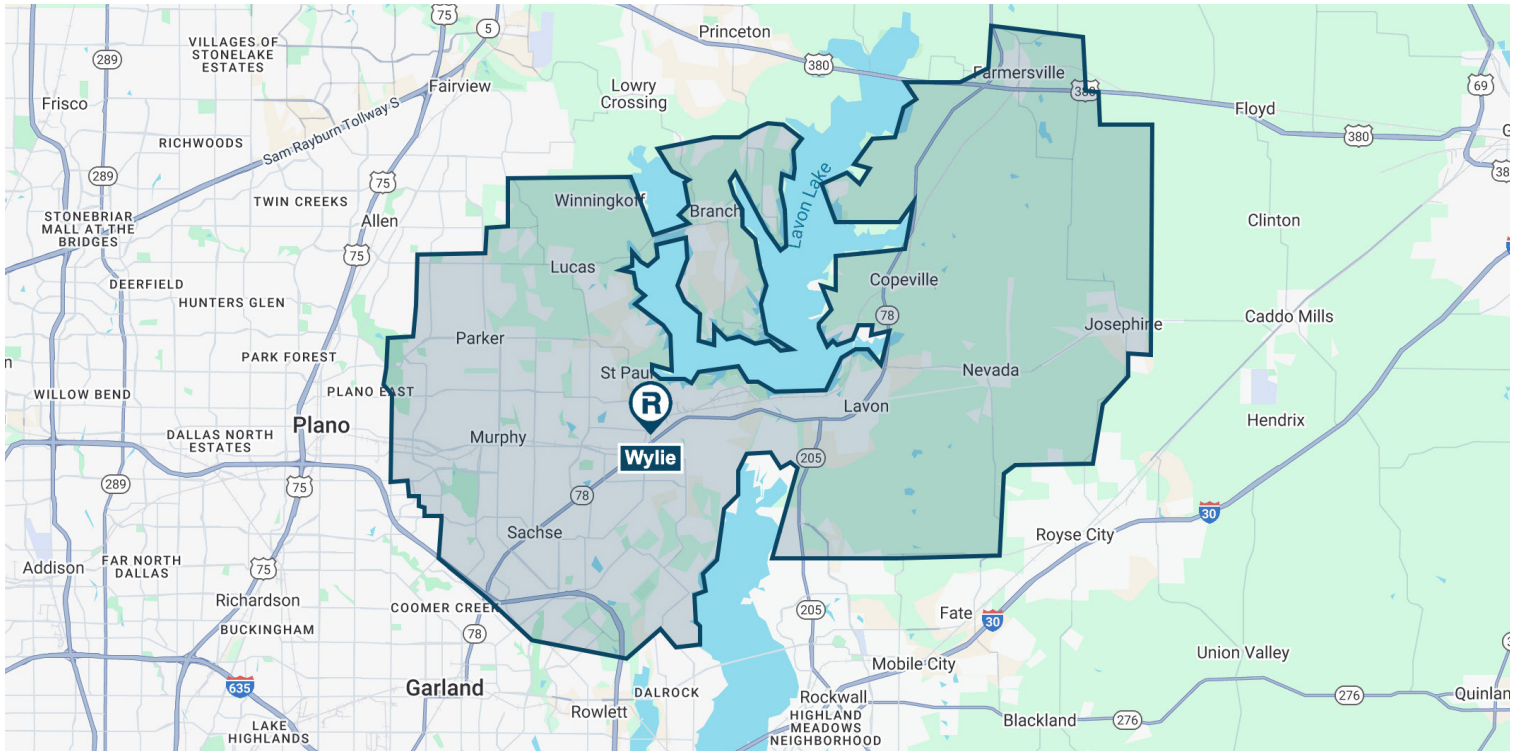 75
5
VILLAGES OF
STONELAKE
ESTATES
289
Princeton
380
Fairview
Lowry
Crossing
Farmersville
380
69
Frisco
Floyd
380
Sam Rayburn Tollway S
RICHWOODS
289
75
TWIN CREEKS
Winningkoff
Lavon Lake
STONEBRIAR
MALL AT THE
BRIDGES
Allen
Branch
Clinton
75
DEERFIELD
Lucas
Copeville
HUNTERS GLEN
78
Caddo Mills
Josephine
Parker
PARK FOREST
St Paul
Nevada
WILLOW BEND
PLANO EAST
R
Lavon
Hendrix
Plano
DALLAS NORTH
ESTATES
Murphy
Wylie
205
289
75
78
30
Sachse
Royse City
FAR NORTH
DALLAS
Addison
75
Richardson
COOMER CREEK
205
Fate
30
BUCKINGHAM
78
Union Valley
Mobile City
635
Garland
DALROCK
Rockwall
276
Quinlan
LAKE
HIGHLANDS
Rowlett
HIGHLAND
MEADOWS
NEIGHBORHOOD
Blackland
276